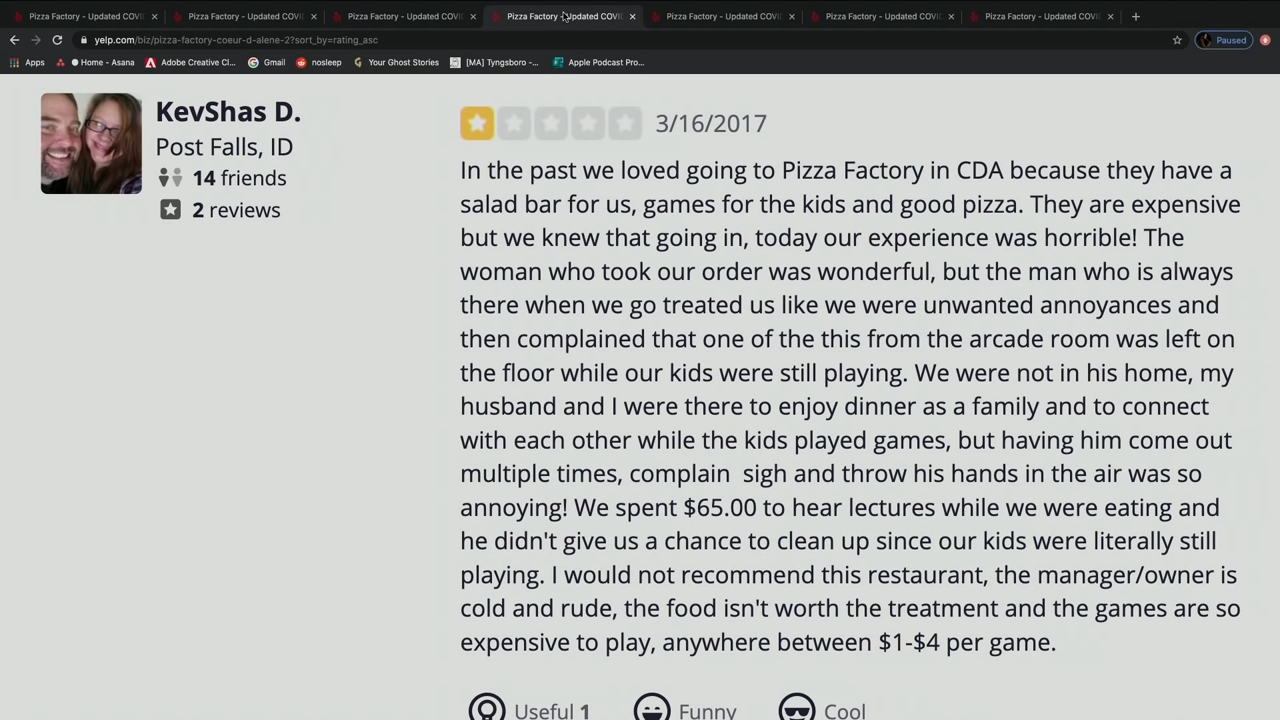 Pizza Factory - Updated COVI
Pizza Factory - Updated COVI
Pizza Factory - Updated COVI
Pizza Factory - Updated COVI
Pizza Factory - Updated COVI
Pizza Factory - Updated COVI
Pizza Factory - Updated COVI
yelp.com/biz/pizza-factory-coeur-d-alene-2?sort_by=rating_asc
Paused
Apps
Home - Asana
Adobe Creative Cl...
Gmail
nosleep
Your Ghost Stories
[MA] Tyngsboro -...
Apple Podcast Pro...
KevShas D.
Post Falls, ID
14 friends
2 reviews
3/16/2017
In the past we loved going to Pizza Factory in CDA because they have a
salad bar for us, games for the kids and good pizza. They are expensive
but we knew that going in, today our experience was horrible! The
woman who took our order was wonderful, but the man who is always
there when we go treated us like we were unwanted annoyances and
then complained that one of the this from the arcade room was left on
the floor while our kids were still playing. We were not in his home, my
husband and I were there to enjoy dinner as a family and to connect
with each other while the kids played games, but having him come out
multiple times, complain  sigh and throw his hands in the air was so
annoying! We spent $65.00 to hear lectures while we were eating and
he didn't give us a chance to clean up since our kids were literally still
playing. I would not recommend this restaurant, the manager/owner is
cold and rude, the food isn't worth the treatment and the games are so
expensive to play, anywhere between $1-$4 per game.
Useful 1
Funny
Cool